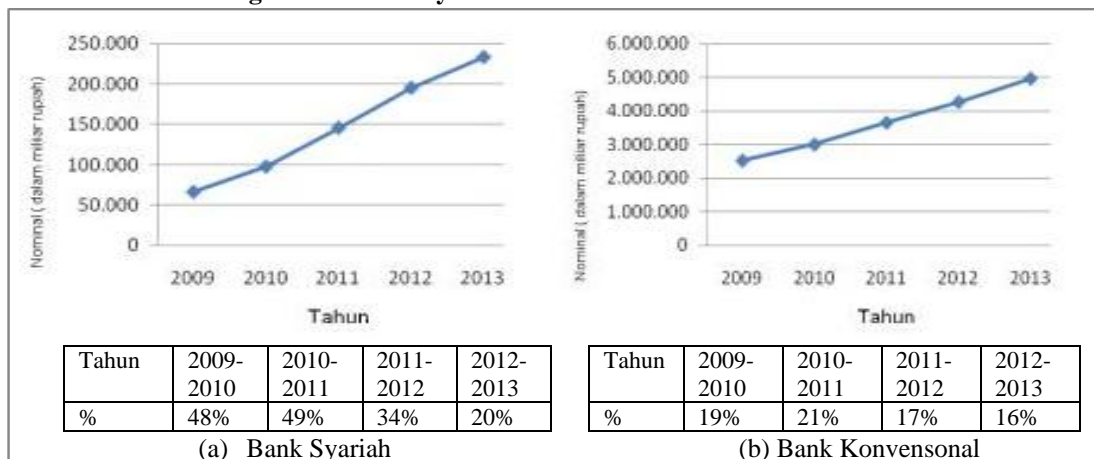 250.000
200.000
150.000
100.000
50.000
0
Nominal ( dalam miliar rupiah)
2009 2010 2011 2012 2013
Tahun
Tahun 2009-2010 2010-2011 2011-2012 2012-2013
% 48% 49% 34% 20%
(a) Bank Syariah
6.000.000
5.000.000
4.000.000
3.000.000
2.000.000
1.000.000
0
Nominal ( dalam miliar rupiah)
2009 2010 2011 2012 2013
Tahun
Tahun 2009-2010 2010-2011 2011-2012 2012-2013
% 19% 21% 17% 16%
(b) Bank Konvensonal